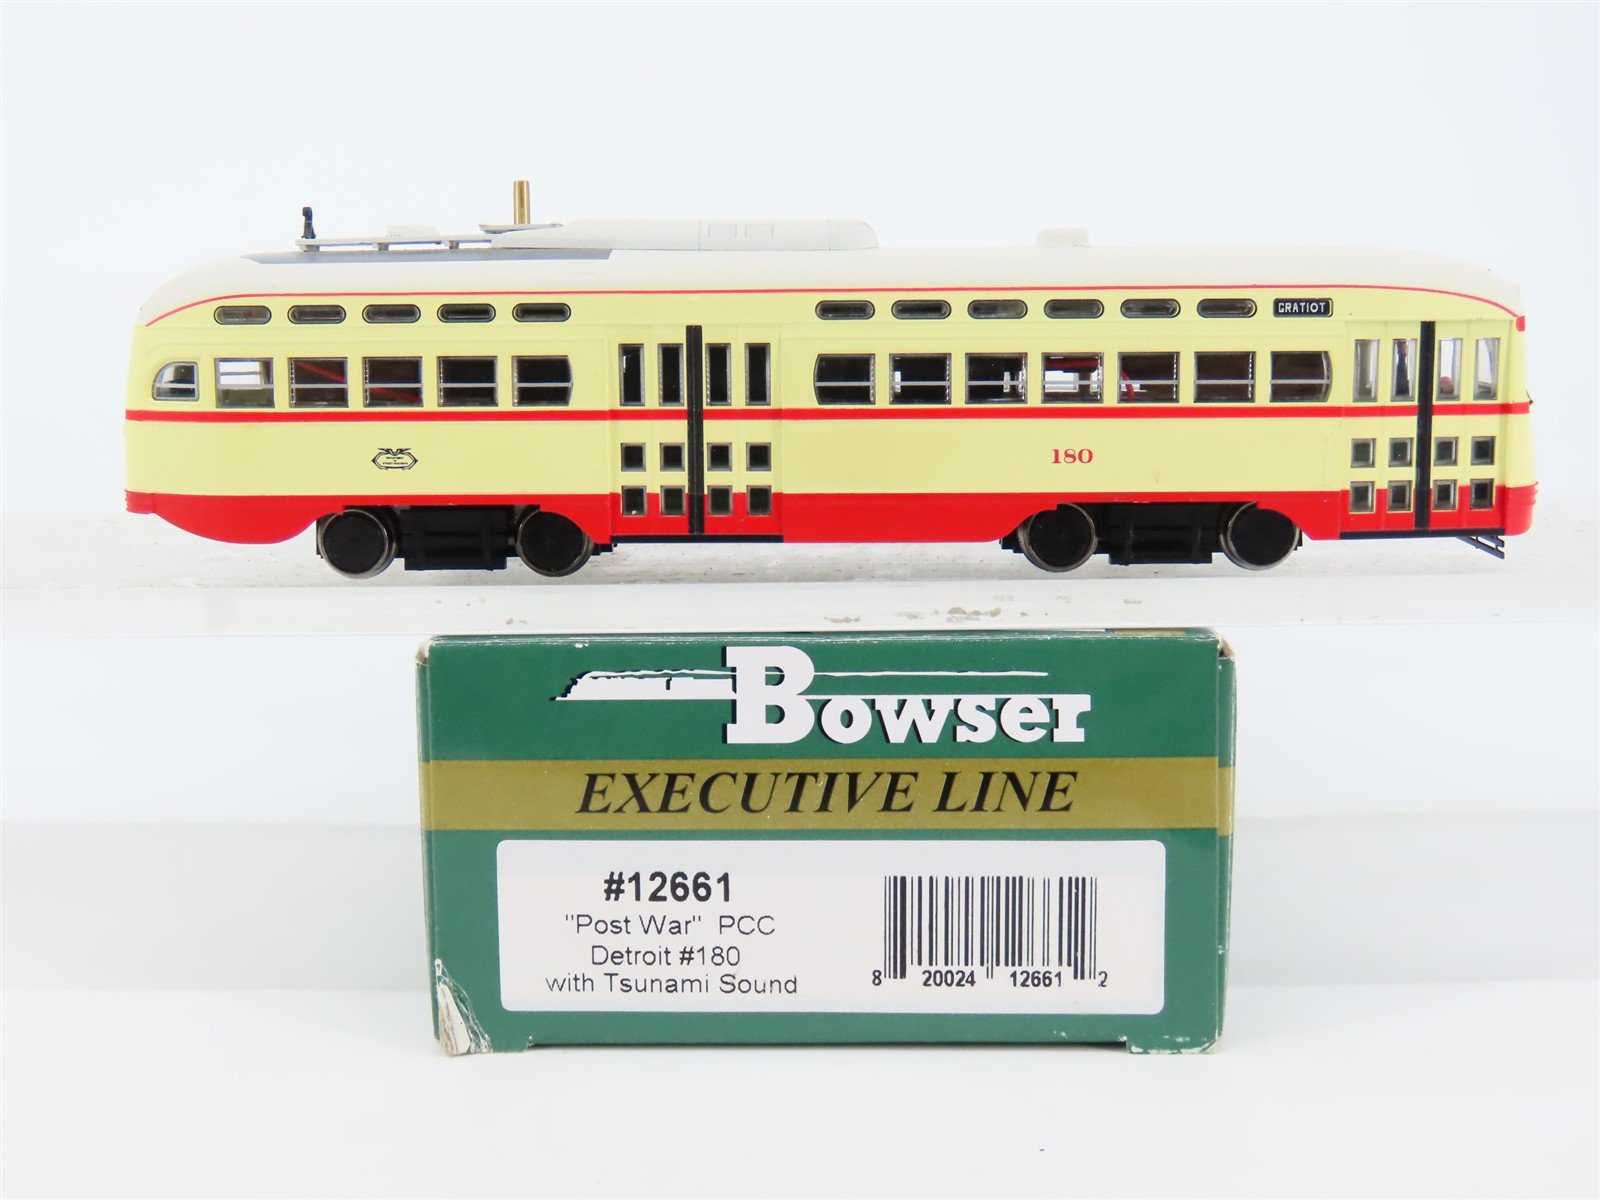 GRATIOT
180
Bowser
EXECUTIVE LINE
#12661
"Post War" PCC
Detroit #180
with Tsunami Sound
8 20024 12661 2